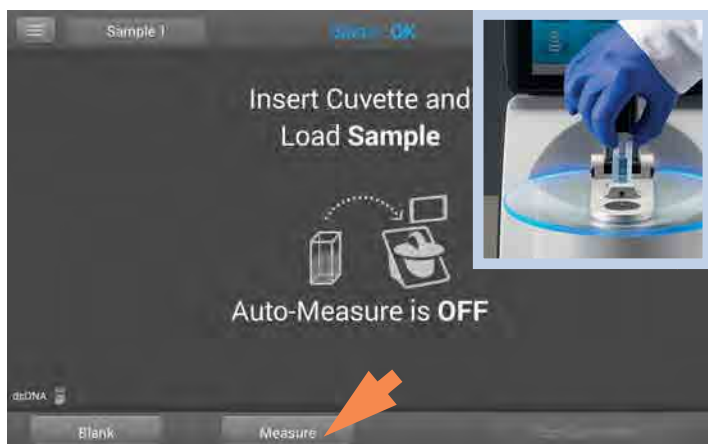 Sample 1
OK
Insert Cuvette and
Load Sample
Auto-Measure is OFF
dsDNA
Blank
Measure